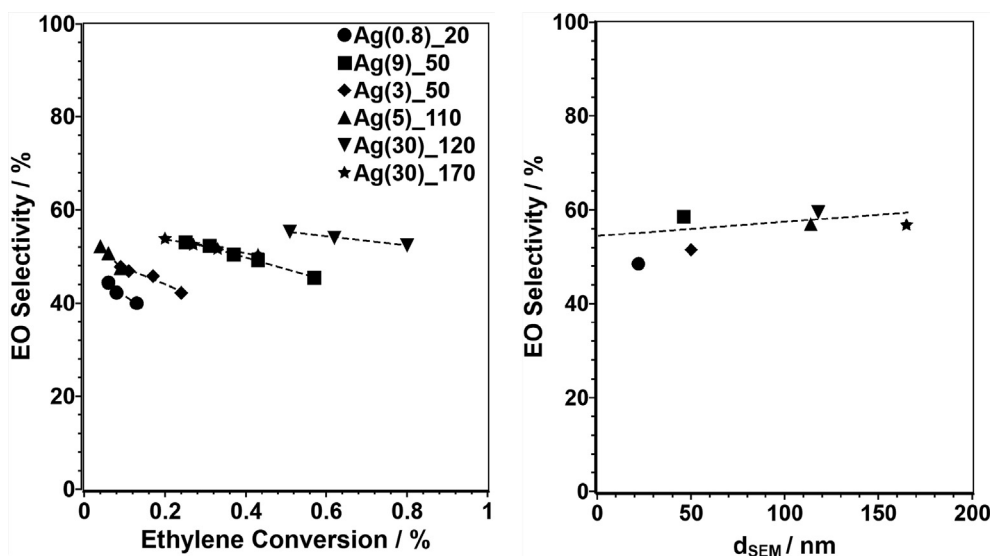 100
80
60
40
20
0
EO Selectivity / %
Ag(0.8)_20
Ag(9)_50
Ag(3)_50
Ag(5)_110
Ag(30)_120
Ag(30)_170
0 0.2 0.4 0.6 0.8 1
Ethylene Conversion / %
100
80
60
40
20
0
EO Selectivity / %
0 50 100 150 200
dSEM / nm